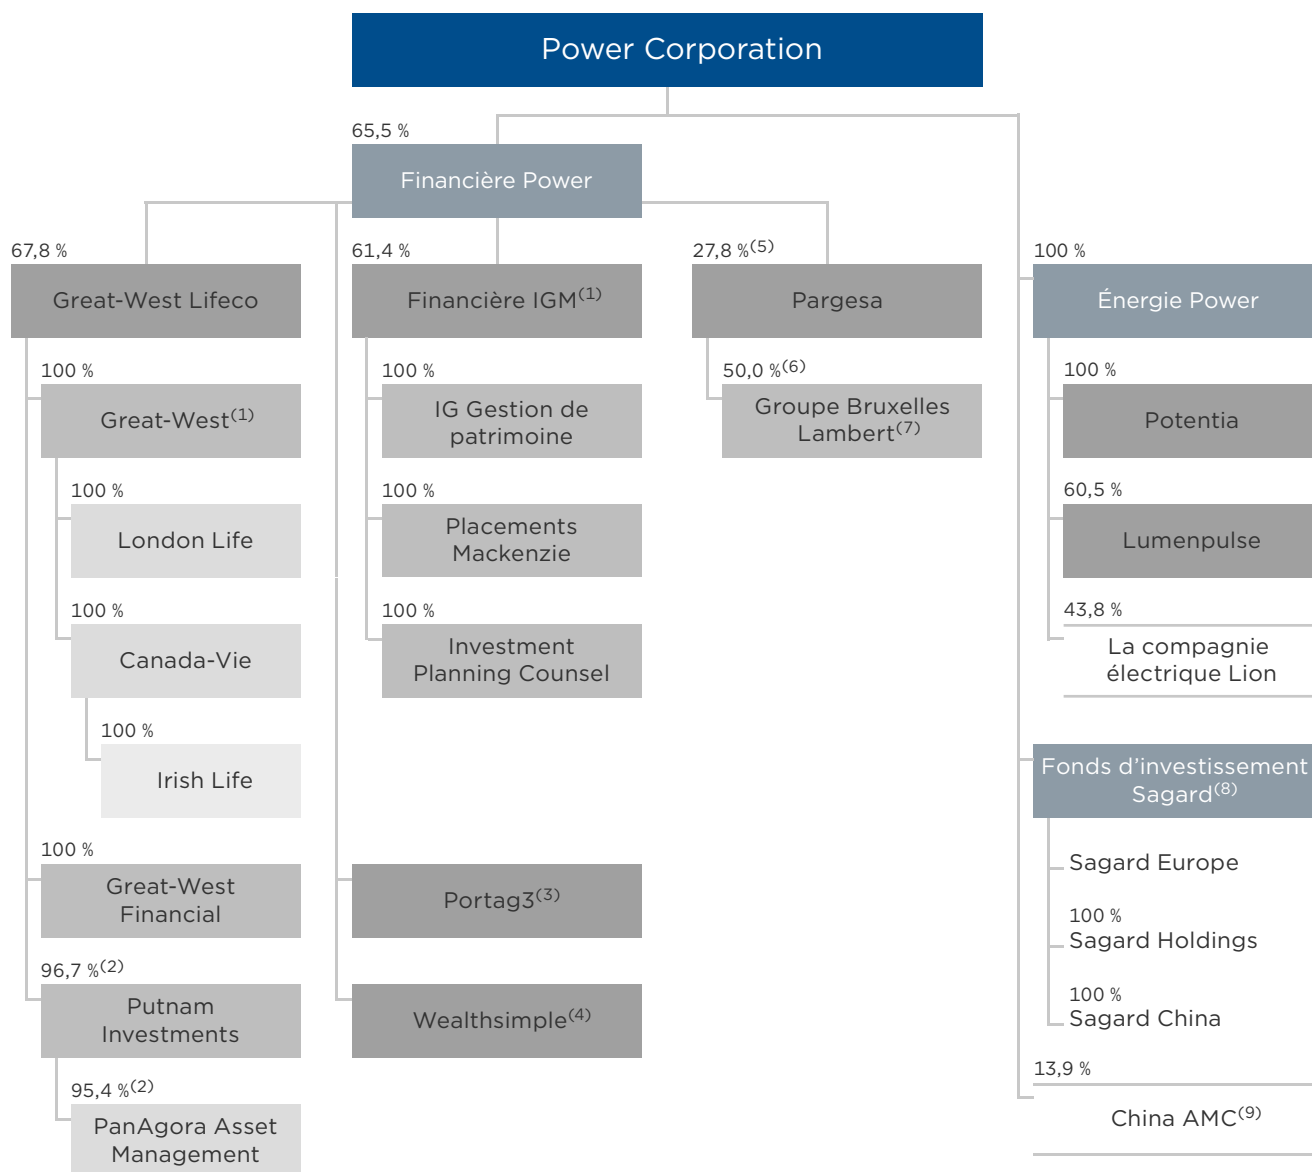 Power Corporation
65,5 %
Financière Power
67,8 %
Great-West Lifeco
100 %
Great-West(1)
100 %
London Life
100 %
Canada-Vie
100 %
Irish Life
100 %
Great-West
Financial
96,7 %(2)
Putnam
Investments
95,4 %(2)
PanAgora Asset
Management
61,4 %
Financière IGM(1)
100 %
IG Gestion de
patrimoine
100 %
Placements
Mackenzie
100 %
Investment
Planning Counsel
Portag3(3)
Wealthsimple(4)
27,8 %(5)
Pargesa
50,0 %(6)
Groupe Bruxelles
Lambert(7)
100 %
Énergie Power
100 %
Potentia
60,5 %
Lumenpulse
43,8 %
La compagnie
électrique Lion
Fonds d’investissement
Sagard(8)
Sagard Europe
100 %
Sagard Holdings
100 %
Sagard China
13,9 %
China AMC(9)